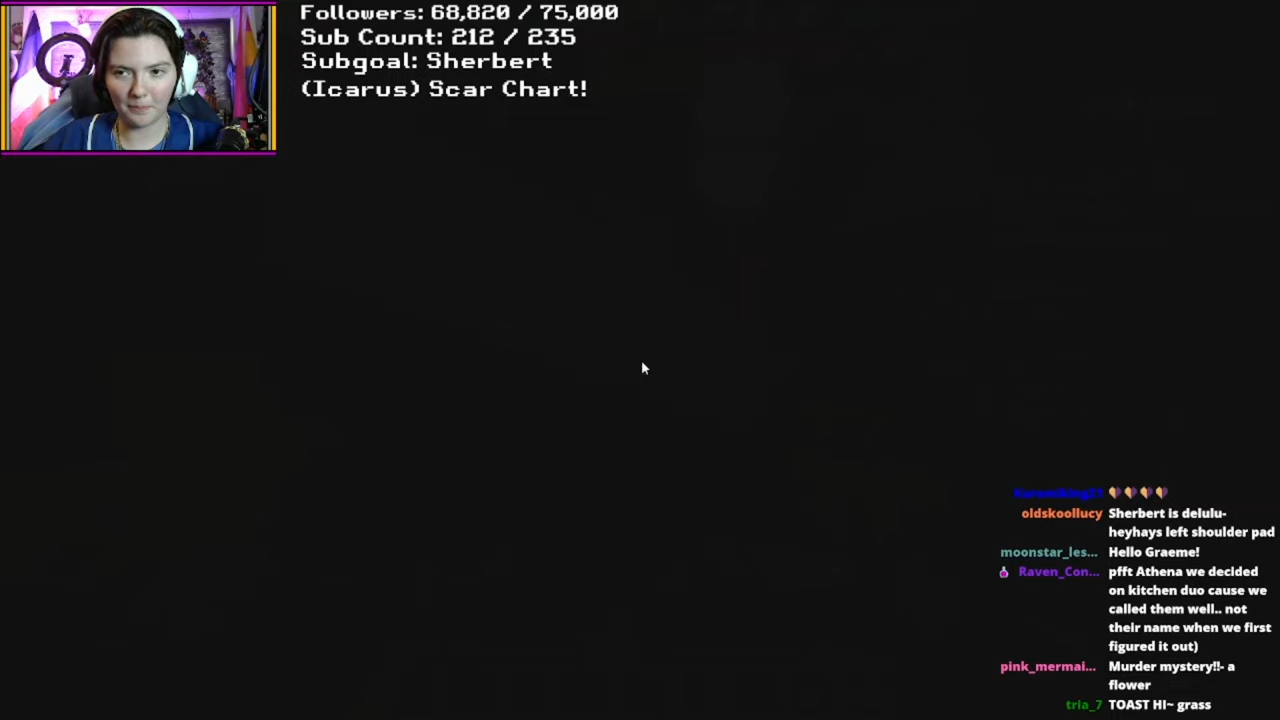 Followers: 68,820 / 75,000
Sub Count: 212 / 235
Subgoal: Sherbert
(Icarus) Scar Chart!
oldskoollucy Sherbert is delulu-
heyhays left shoulder pad
moonstar_les... Hello Graeme!
Raven_Con... pfft Athena we decided
on kitchen duo cause we
called them well.. not
their name when we first
figured it out)
pink_mermai... Murder mystery!!- a
flower
tria_7 TOAST HI~ grass